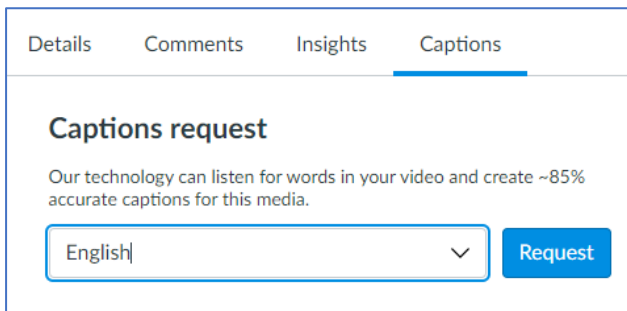 Details Comments Insights Captions
Captions request
Our technology can listen for words in your video and create ~85%
accurate captions for this media.
English Request